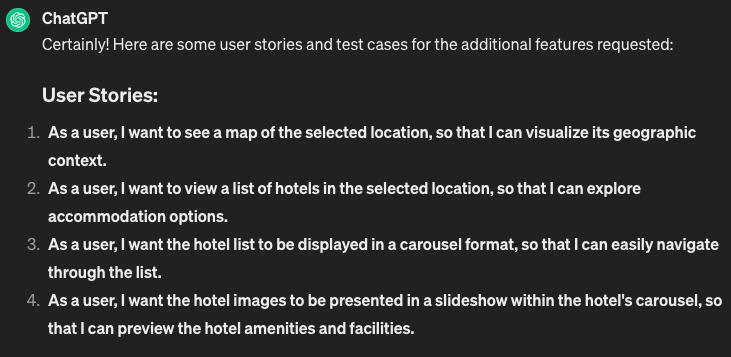 ChatGPT
Certainly! Here are some user stories and test cases for the additional features requested:
User Stories:
1. As a user, I want to see a map of the selected location, so that I can visualize its geographic
context.
2. As a user, I want to view a list of hotels in the selected location, so that I can explore
accommodation options.
3. As a user, I want the hotel list to be displayed in a carousel format, so that I can easily navigate
through the list.
4. As a user, I want the hotel images to be presented in a slideshow within the hotel's carousel, so
that I can preview the hotel amenities and facilities.